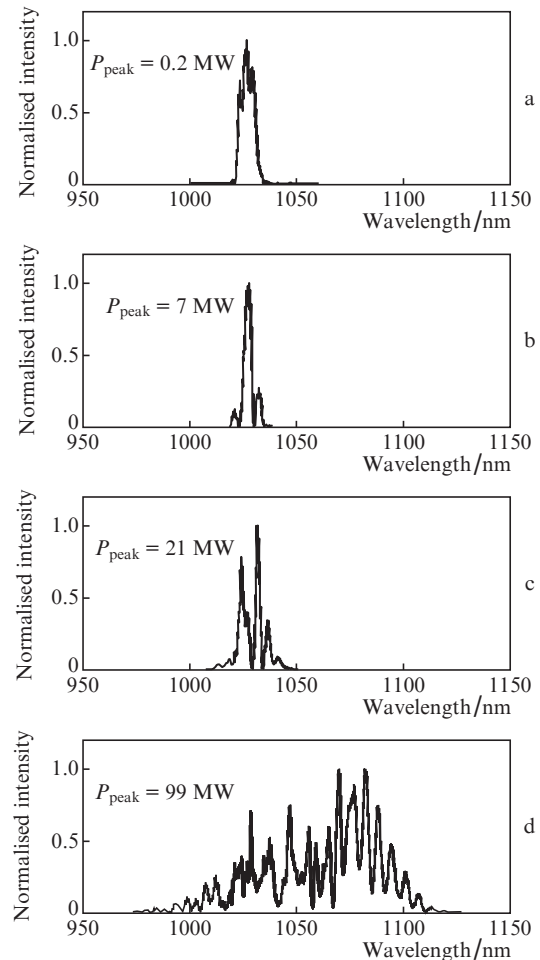 Normalised intensity
1.0
0.5
0
P_peak = 0.2 MW
a
950 1000 1050 1100 1150
Wavelength/nm
Normalised intensity
1.0
0.5
0
P_peak = 7 MW
b
950 1000 1050 1100 1150
Wavelength/nm
Normalised intensity
1.0
0.5
0
P_peak = 21 MW
c
950 1000 1050 1100 1150
Wavelength/nm
Normalised intensity
1.0
0.5
0
P_peak = 99 MW
d
950 1000 1050 1100 1150
Wavelength/nm